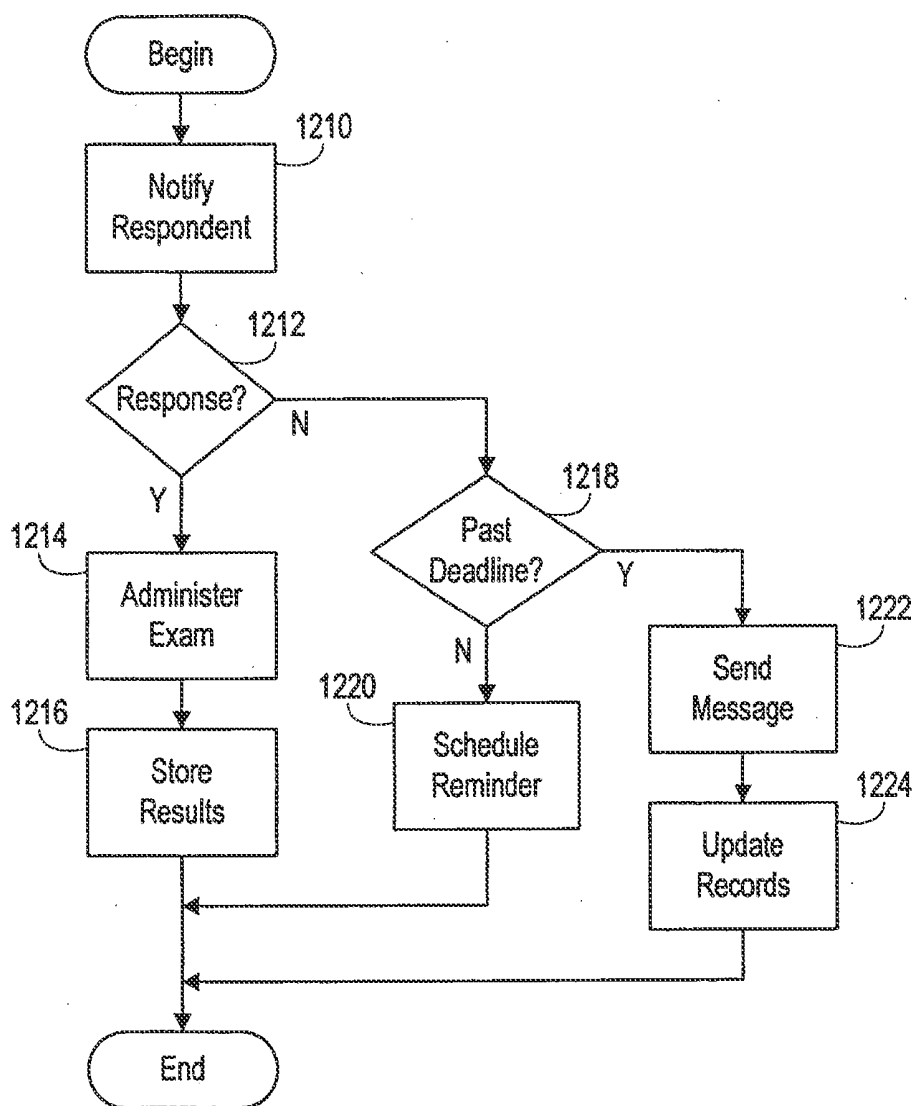 Begin
1210
Notify
Respondent
1212
Response?
N
Y
1218
Past
Deadline?
Y
N
1214
Administer
Exam
1222
Send
Message
1220
Schedule
Reminder
1216
Store
Results
1224
Update
Records
End